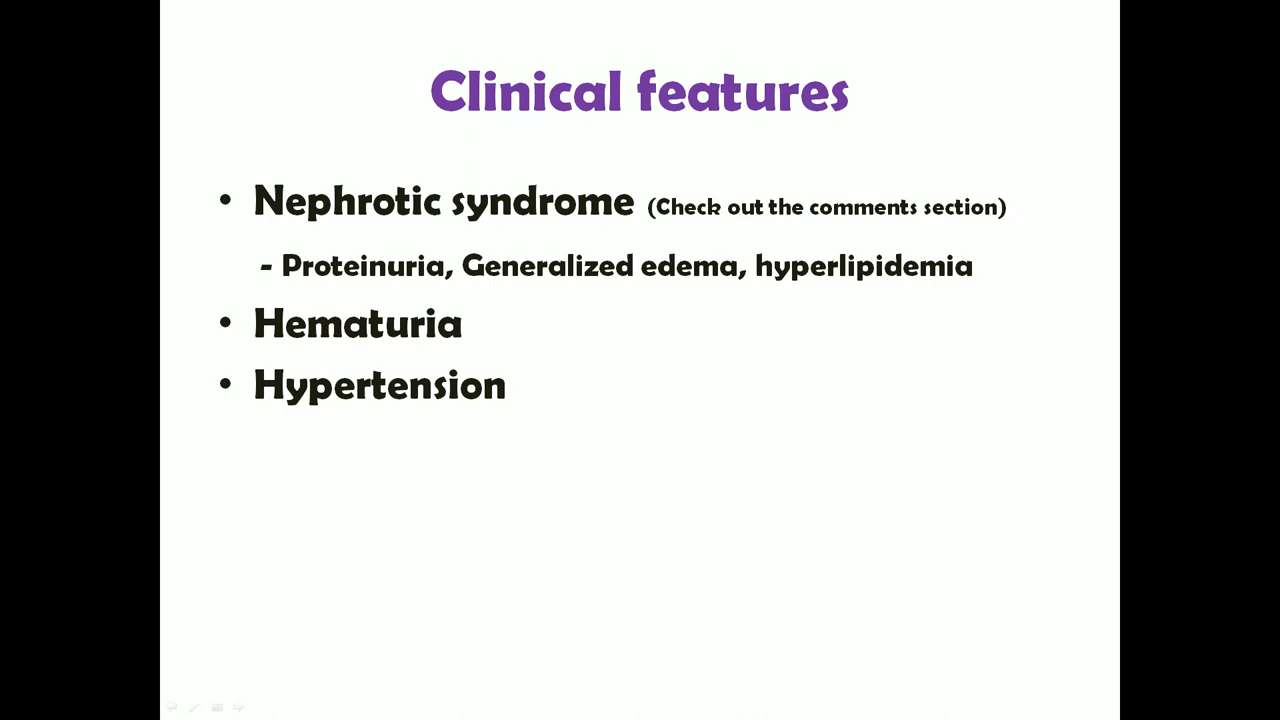 Clinical features
• Nephrotic syndrome (Check out the comments section)
- Proteinuria, Generalized edema, hyperlipidemia
• Hematuria
• Hypertension